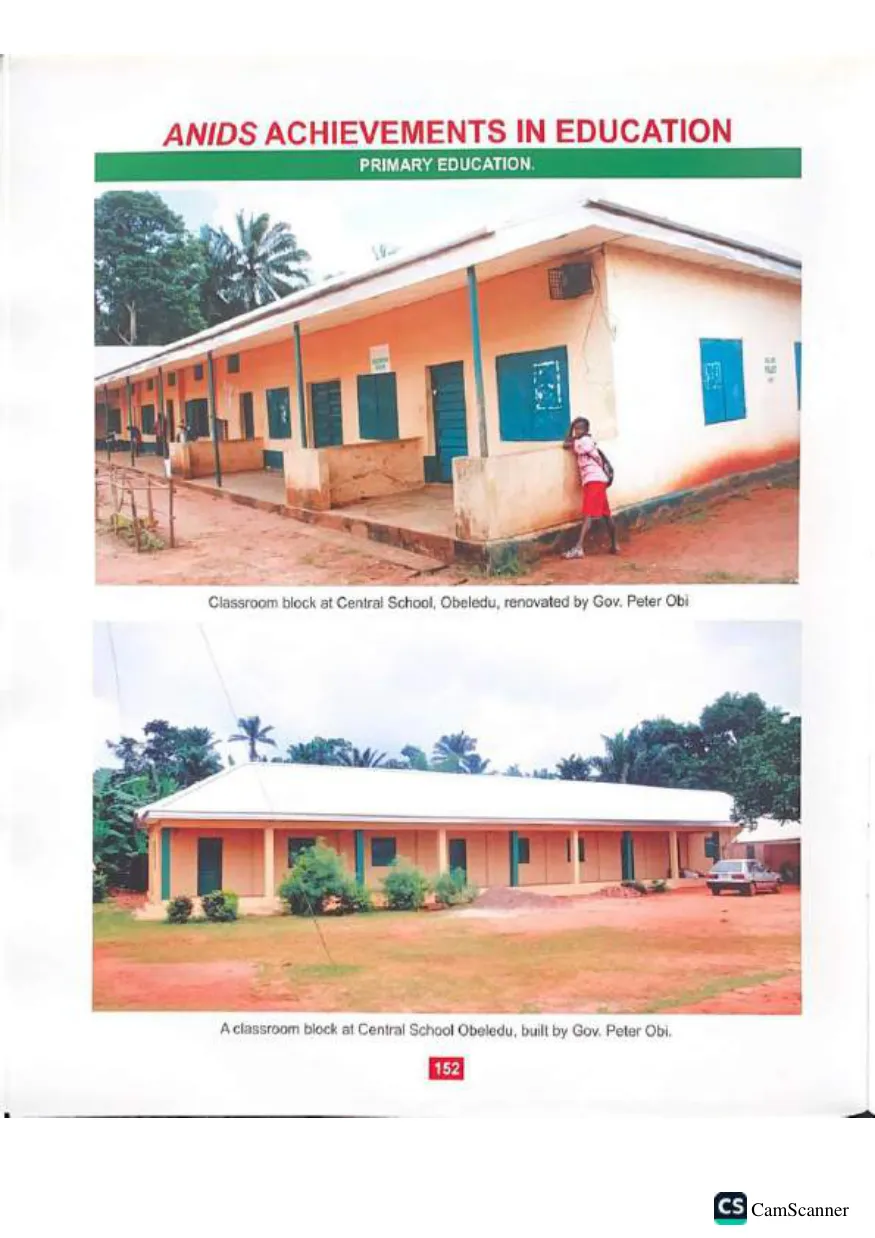 ANIDS ACHIEVEMENTS IN EDUCATION
PRIMARY EDUCATION.
Classroom block at Central School, Obeledu, renovated by Gov. Peter Obi
A classroom block at Central School Obeledu, built by Gov. Peter Obi.
152
CS CamScanner